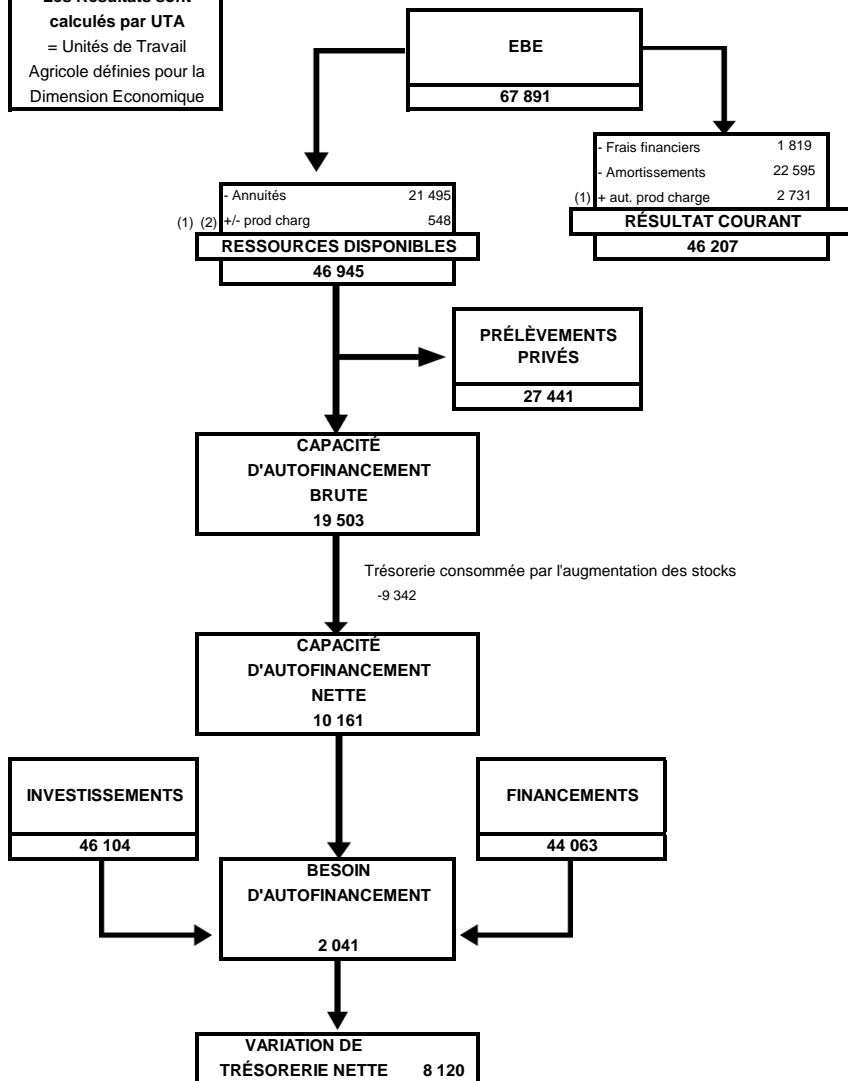 Les Résultats sont
calculés par UTA
= Unités de Travail
Agricole définies pour la
Dimension Economique
EBE
67 891
- Frais financiers 1 819
- Amortissements 22 595
(1) + aut. prod charge 2 731
RÉSULTAT COURANT
46 207
- Annuités 21 495
(1) (2) +/- prod charg 548
RESSOURCES DISPONIBLES
46 945
PRÉLÈVEMENTS
PRIVÉS
27 441
CAPACITÉ
D'AUTOFINANCEMENT
BRUTE
19 503
Trésorerie consommée par l'augmentation des stocks
-9 342
CAPACITÉ
D'AUTOFINANCEMENT
NETTE
10 161
INVESTISSEMENTS
46 104
FINANCEMENTS
44 063
BESOIN
D'AUTOFINANCEMENT
2 041
VARIATION DE
TRÉSORERIE NETTE 8 120